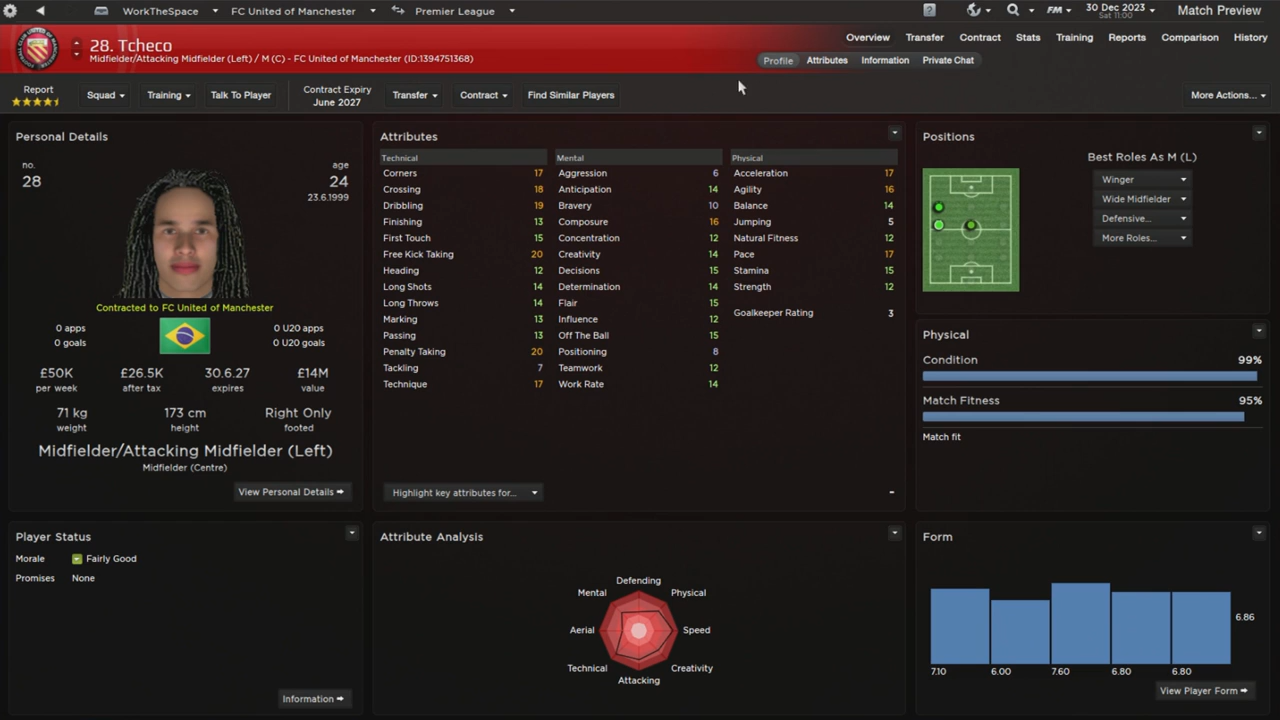 WorkTheSpace FC United of Manchester Premier League ? FM 30 Dec 2023 Sat 11:00 Match Preview
28. Tcheco
Midfielder/Attacking Midfielder (Left) / M (C) - FC United of Manchester (ID:1394751368)
Overview Transfer Contract Stats Training Reports Comparison History
Profile Attributes Information Private Chat
Report Squad Training Talk To Player Contract Expiry June 2027 Transfer Contract Find Similar Players More Actions...
Personal Details
no. 28
age 24
23.6.1999
Contracted to FC United of Manchester
0 apps 0 U20 apps
0 goals 0 U20 goals
£50K £26.5K 30.6.27 £14M
per week after tax expires value
71 kg 173 cm Right Only
weight height footed
Midfielder/Attacking Midfielder (Left)
Midfielder (Centre)
View Personal Details
Attributes
Technical Mental Physical
Corners 17 Aggression 6 Acceleration 17
Crossing 18 Anticipation 14 Agility 16
Dribbling 19 Bravery 10 Balance 14
Finishing 13 Composure 16 Jumping 5
First Touch 15 Concentration 12 Natural Fitness 12
Free Kick Taking 20 Creativity 14 Pace 17
Heading 12 Decisions 15 Stamina 15
Long Shots 14 Determination 14 Strength 12
Long Throws 14 Flair 15 Goalkeeper Rating 3
Marking 13 Influence 12
Passing 13 Off The Ball 15
Penalty Taking 20 Positioning 8
Tackling 7 Teamwork 12
Technique 17 Work Rate 14
Highlight key attributes for... -
Positions
Best Roles As M (L)
Winger
Wide Midfielder
Defensive...
More Roles...
Physical
Condition 99%
Match Fitness 95%
Match fit
Player Status
Morale Fairly Good
Promises None
Information
Attribute Analysis
Defending
Mental Physical
Aerial Speed
Technical Creativity
Attacking
Form
6.86
7.10 6.00 7.60 6.80 6.80
View Player Form